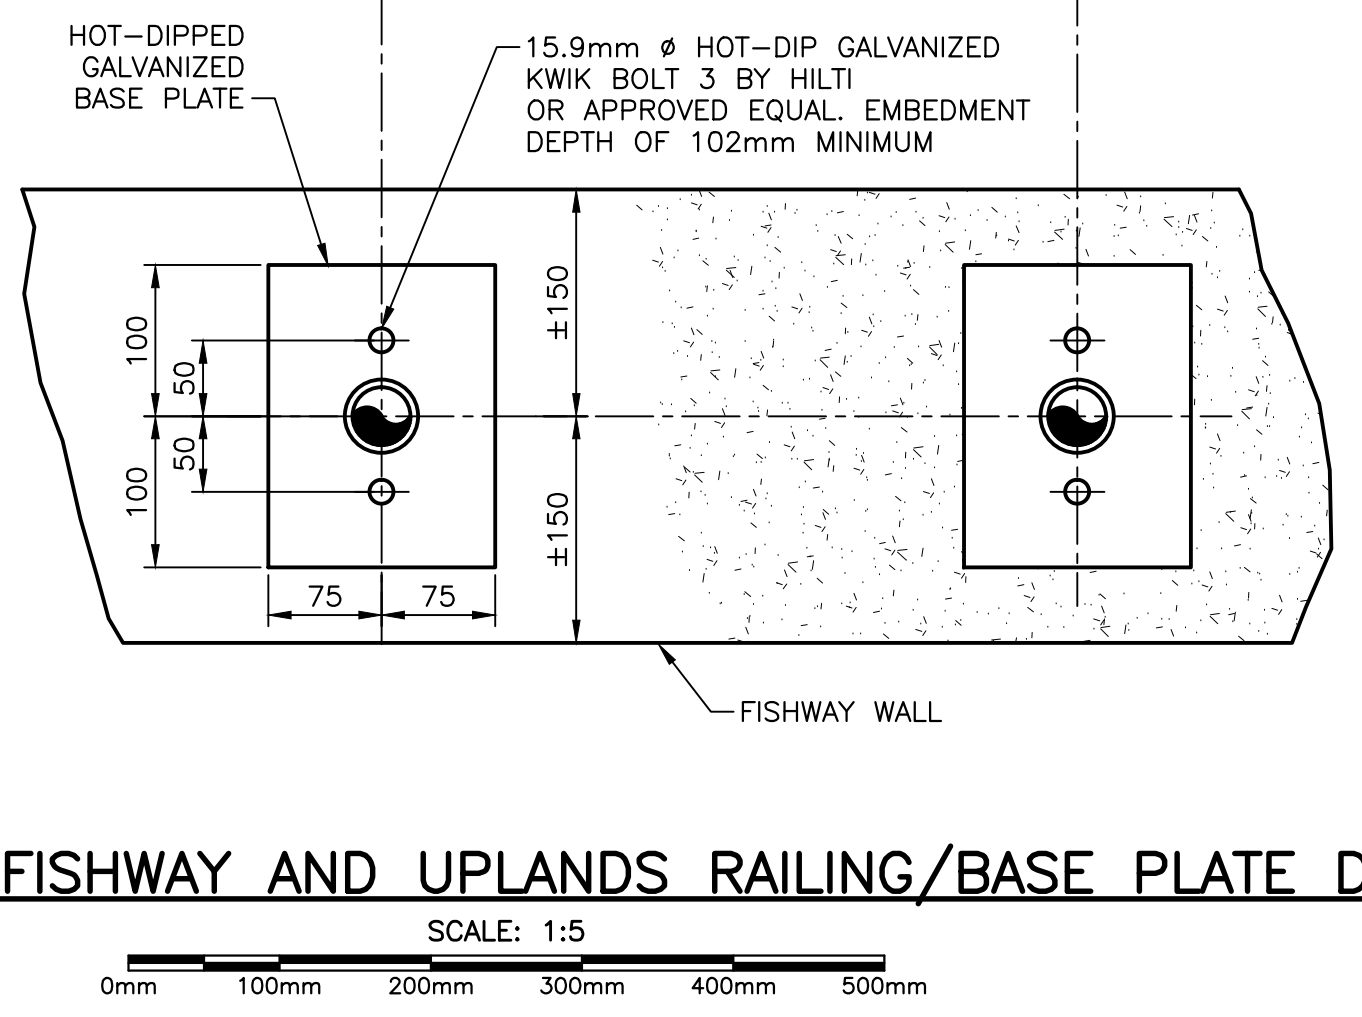 HOT-DIPPED
GALVANIZED
BASE PLATE
15.9mm Ø HOT-DIP GALVANIZED
KWIK BOLT 3 BY HILTI
OR APPROVED EQUAL. EMBEDMENT
DEPTH OF 102mm MINIMUM
100
50
50
100
±150
±150
75 75
FISHWAY WALL
FISHWAY AND UPLANDS RAILING/BASE PLATE D
SCALE: 1:5
0mm 100mm 200mm 300mm 400mm 500mm